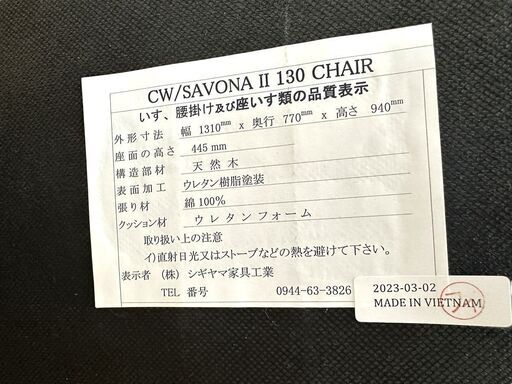 CW/SAVONA II 130 CHAIR
いす、腰掛け及び座いす類の品質表示
外形寸法 幅 1310mm x 奥行 770mm x 高さ 940mm
座面の高さ 445 mm
構造部材 天然木
表面加工 ウレタン樹脂塗装
張り材 綿100%
クッション材 ウレタンフォーム
取り扱い上の注意
イ)直射日光又はストーブなどの熱を避けて下さい。
表示者 (株) シギヤマ家具工業
TEL 番号 0944-63-3826
2023-03-02
MADE IN VIETNAM